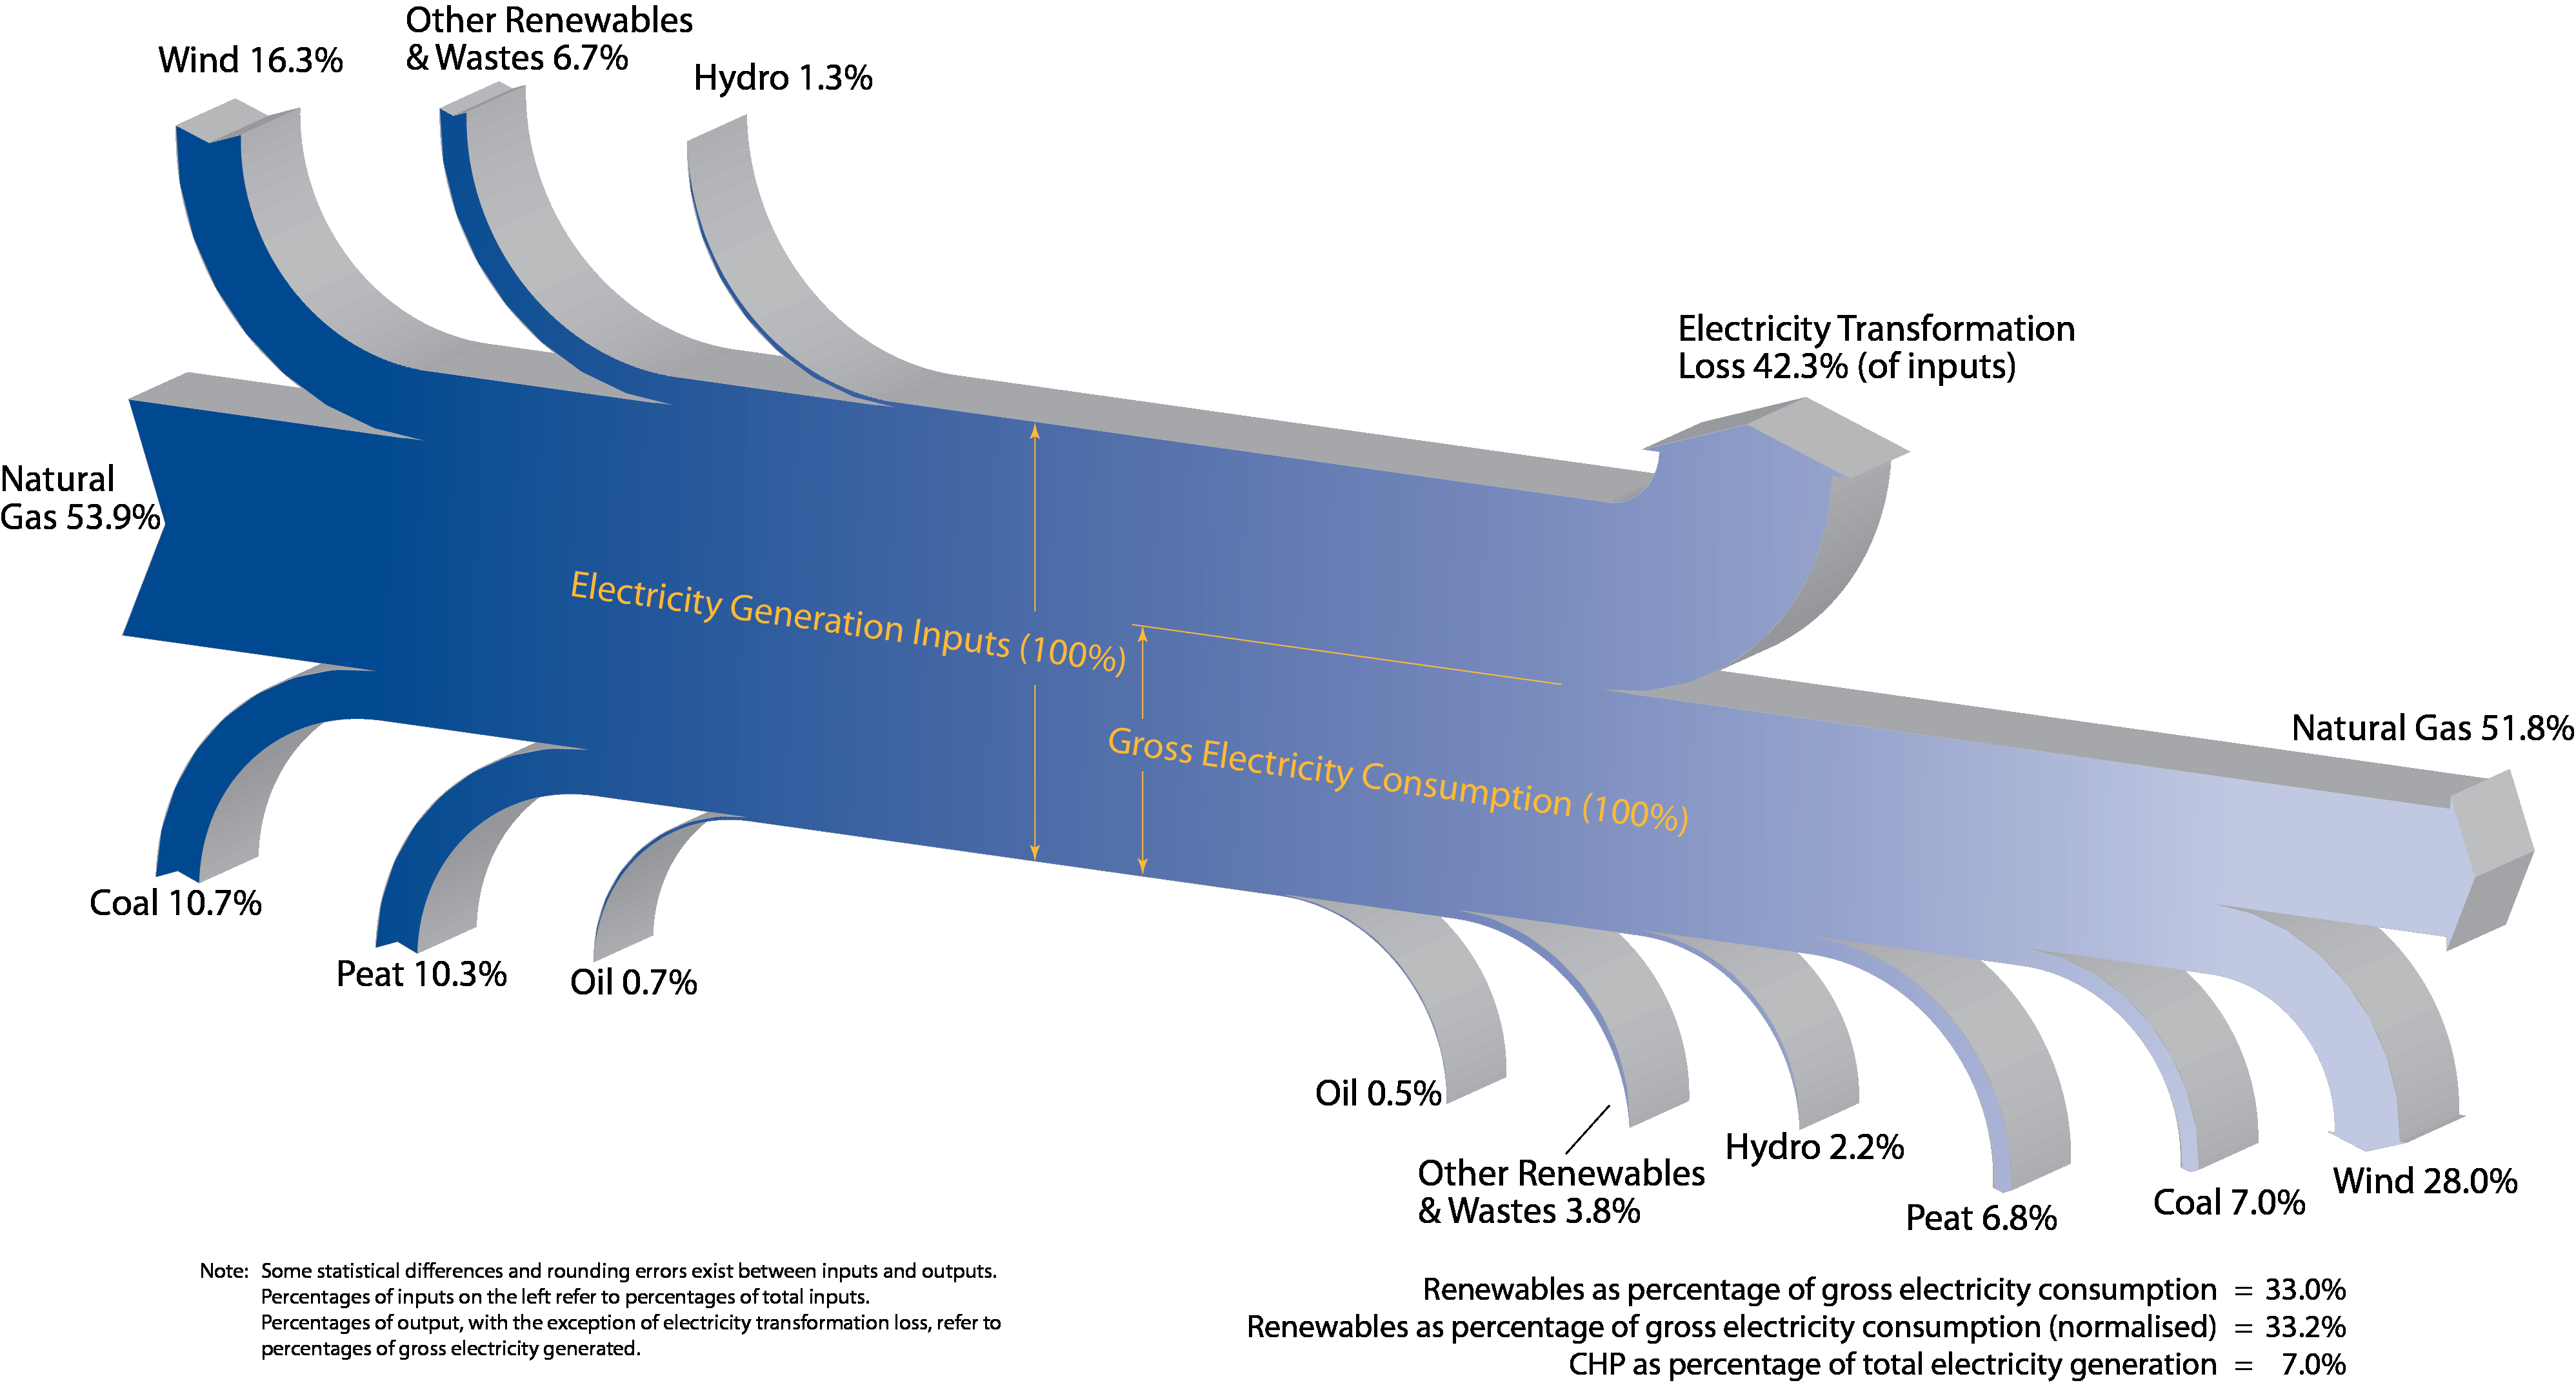 Wind 16.3%
Other Renewables
& Wastes 6.7%
Hydro 1.3%
Electricity Transformation
Loss 42.3% (of inputs)
Natural
Gas 53.9%
Electricity Generation Inputs (100%)
Gross Electricity Consumption (100%)
Natural Gas 51.8%
Coal 10.7%
Peat 10.3%
Oil 0.7%
Oil 0.5%
Other Renewables
& Wastes 3.8%
Hydro 2.2%
Peat 6.8%
Coal 7.0%
Wind 28.0%
Note: Some statistical differences and rounding errors exist between inputs and outputs.
Percentages of inputs on the left refer to percentages of total inputs.
Percentages of output, with the exception of electricity transformation loss, refer to
percentages of gross electricity generated.
Renewables as percentage of gross electricity consumption = 33.0%
Renewables as percentage of gross electricity consumption (normalised) = 33.2%
CHP as percentage of total electricity generation = 7.0%